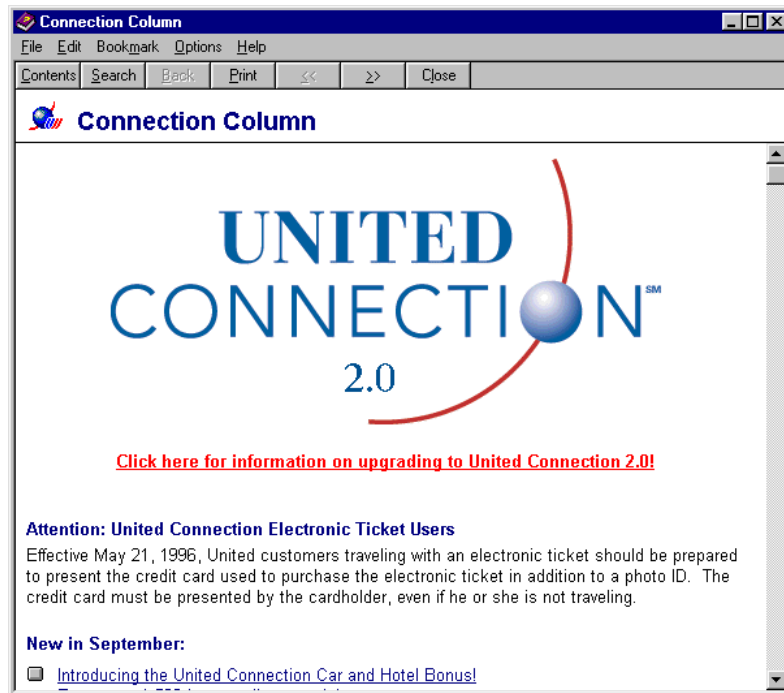 Connection Column
File Edit Bookmark Options Help
Contents Search Back Print << >> Close
Connection Column
UNITED
CONNECTION SM
2.0
Click here for information on upgrading to United Connection 2.0!
Attention: United Connection Electronic Ticket Users
Effective May 21, 1996, United customers traveling with an electronic ticket should be prepared
to present the credit card used to purchase the electronic ticket in addition to a photo ID. The
credit card must be presented by the cardholder, even if he or she is not traveling.
New in September:
Introducing the United Connection Car and Hotel Bonus!